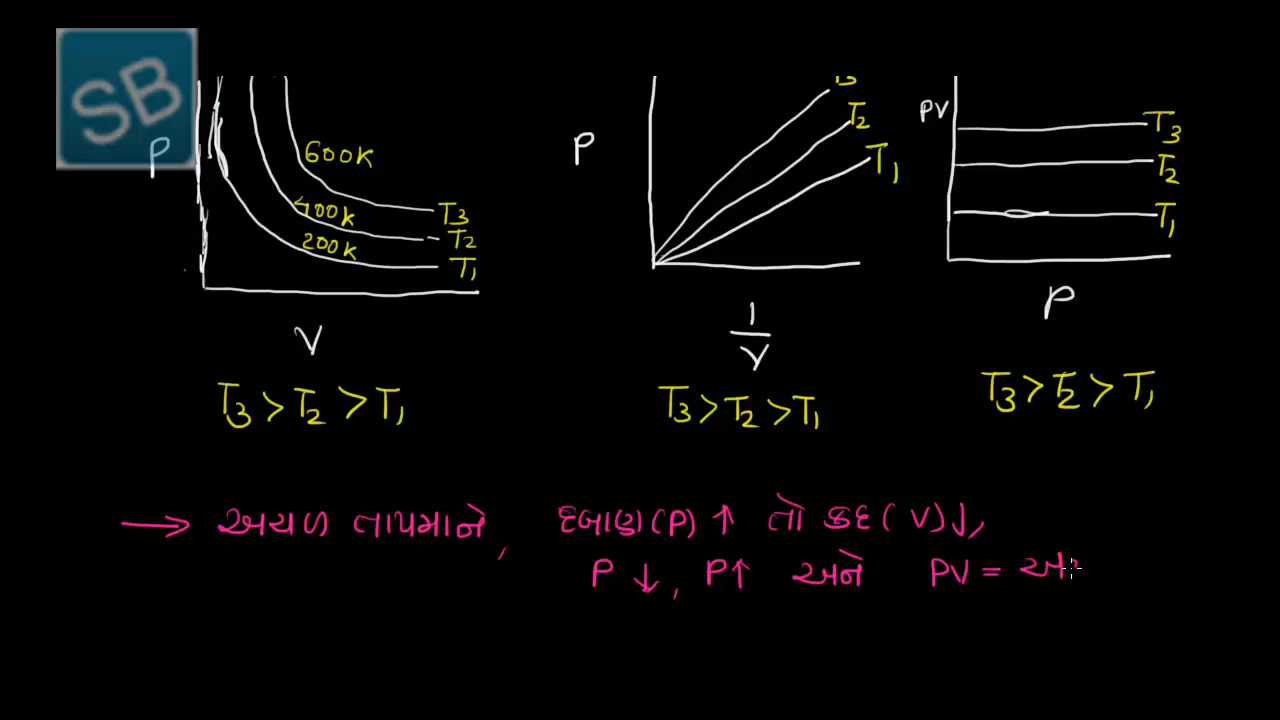 SB
P
600K
400K
200K
T3
T2
T1
V
T3 > T2 > T1
P
T2
T1
1/V
T3 > T2 > T1
PV
T3
T2
T1
P
T3 > T2 > T1
→ અચળ તાપમાને, દબાણ(P) ↑ તો કદ(V)↓,
P ↓, P↑ અને PV = અ